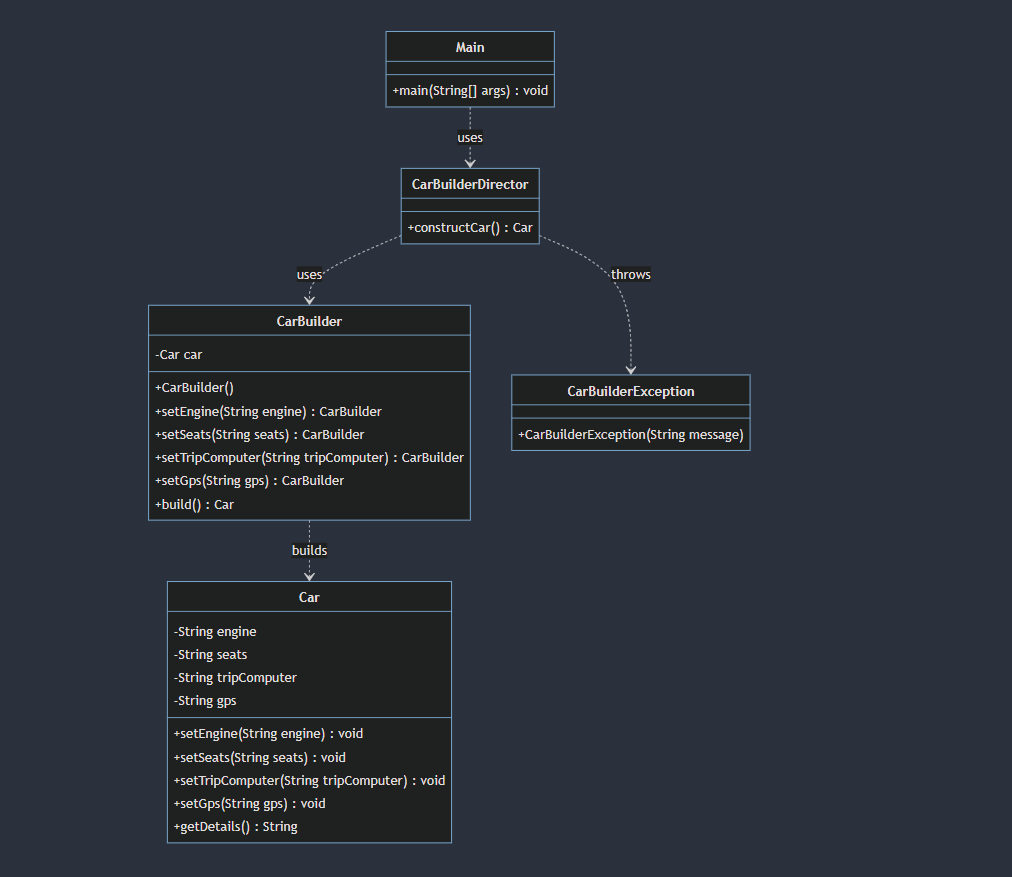 Main
+main(String[] args) : void
uses
CarBuilderDirector
+constructCar() : Car
uses
throws
CarBuilder
-Car car
+CarBuilder()
+setEngine(String engine) : CarBuilder
+setSeats(String seats) : CarBuilder
+setTripComputer(String tripComputer) : CarBuilder
+setGps(String gps) : CarBuilder
+build() : Car
CarBuilderException
+CarBuilderException(String message)
builds
Car
-String engine
-String seats
-String tripComputer
-String gps
+setEngine(String engine) : void
+setSeats(String seats) : void
+setTripComputer(String tripComputer) : void
+setGps(String gps) : void
+getDetails() : String